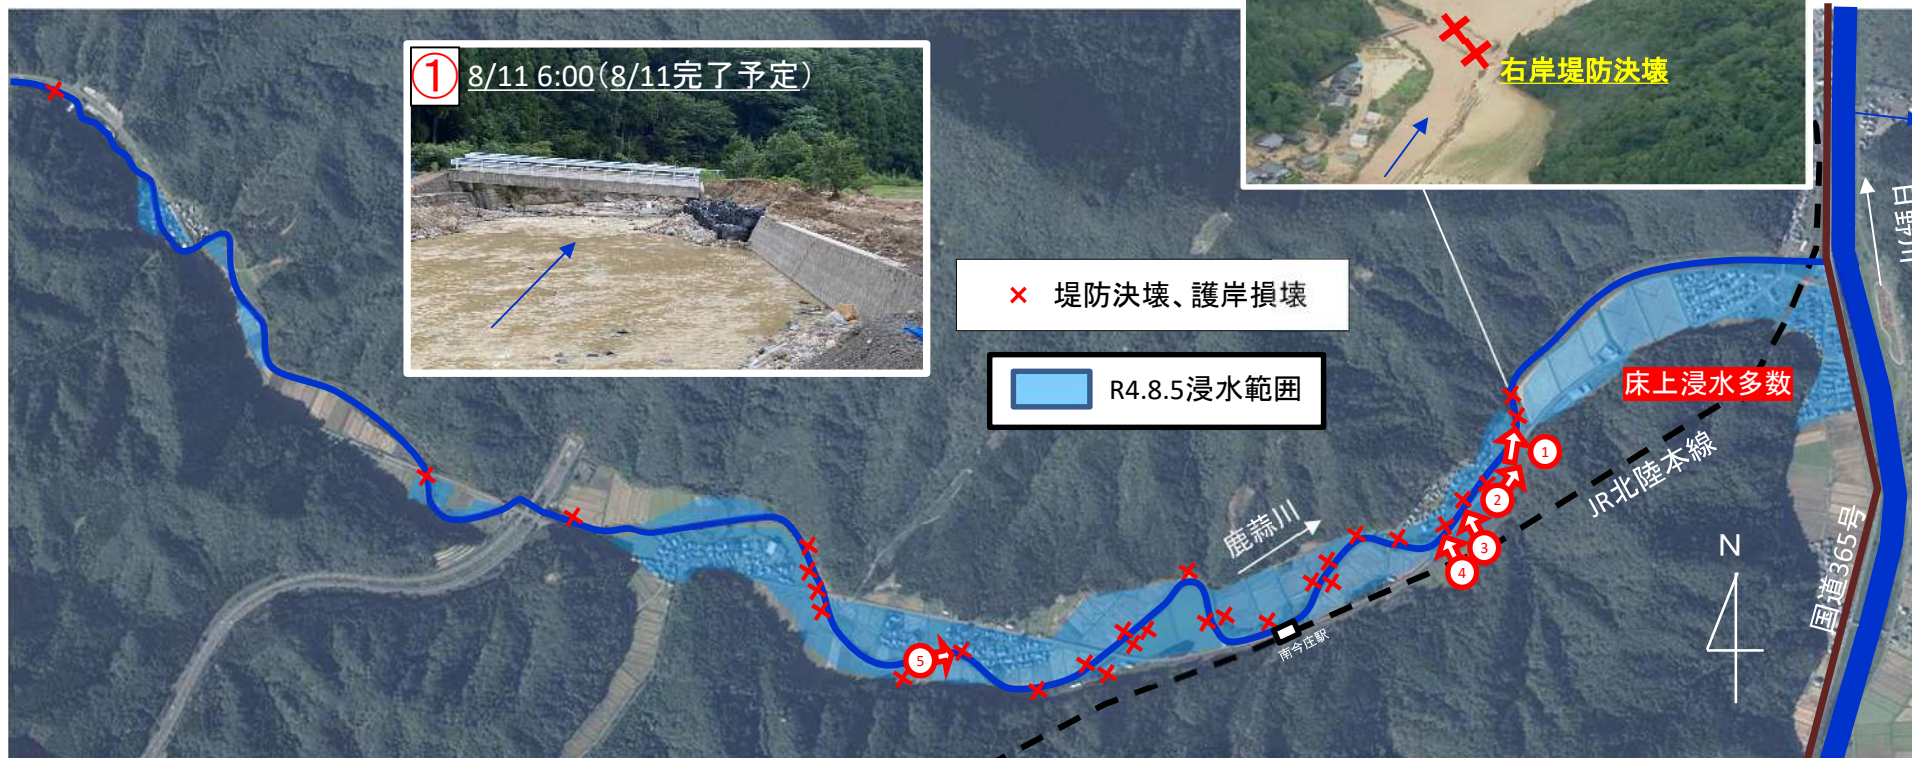 ① 8/11 6:00(8/11完了予定)
右岸堤防決壊
× 堤防決壊、護岸損壊
R4.8.5浸水範囲
日野川
床上浸水多数
JR北陸本線
国道365号
鹿蒜川
南今庄駅
N
1
2
3
4
5